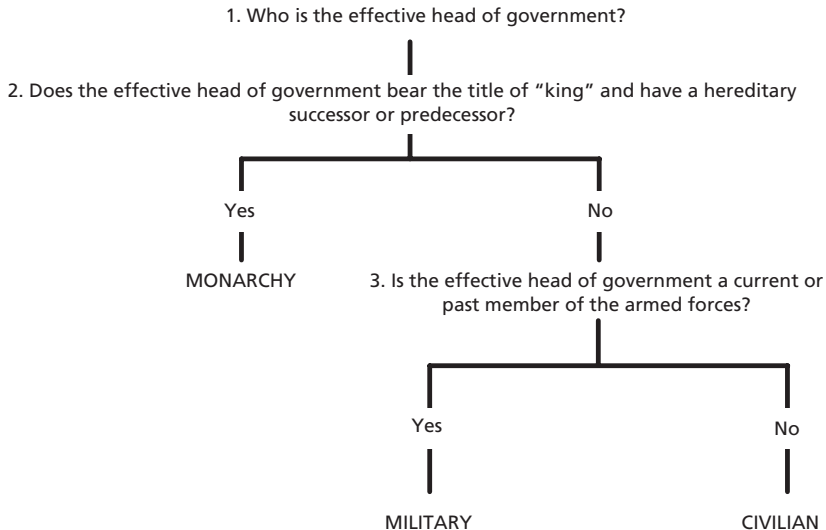 1. Who is the effective head of government?
2. Does the effective head of government bear the title of “king” and have a hereditary
successor or predecessor?
Yes
No
MONARCHY
3. Is the effective head of government a current or
past member of the armed forces?
Yes
No
MILITARY
CIVILIAN